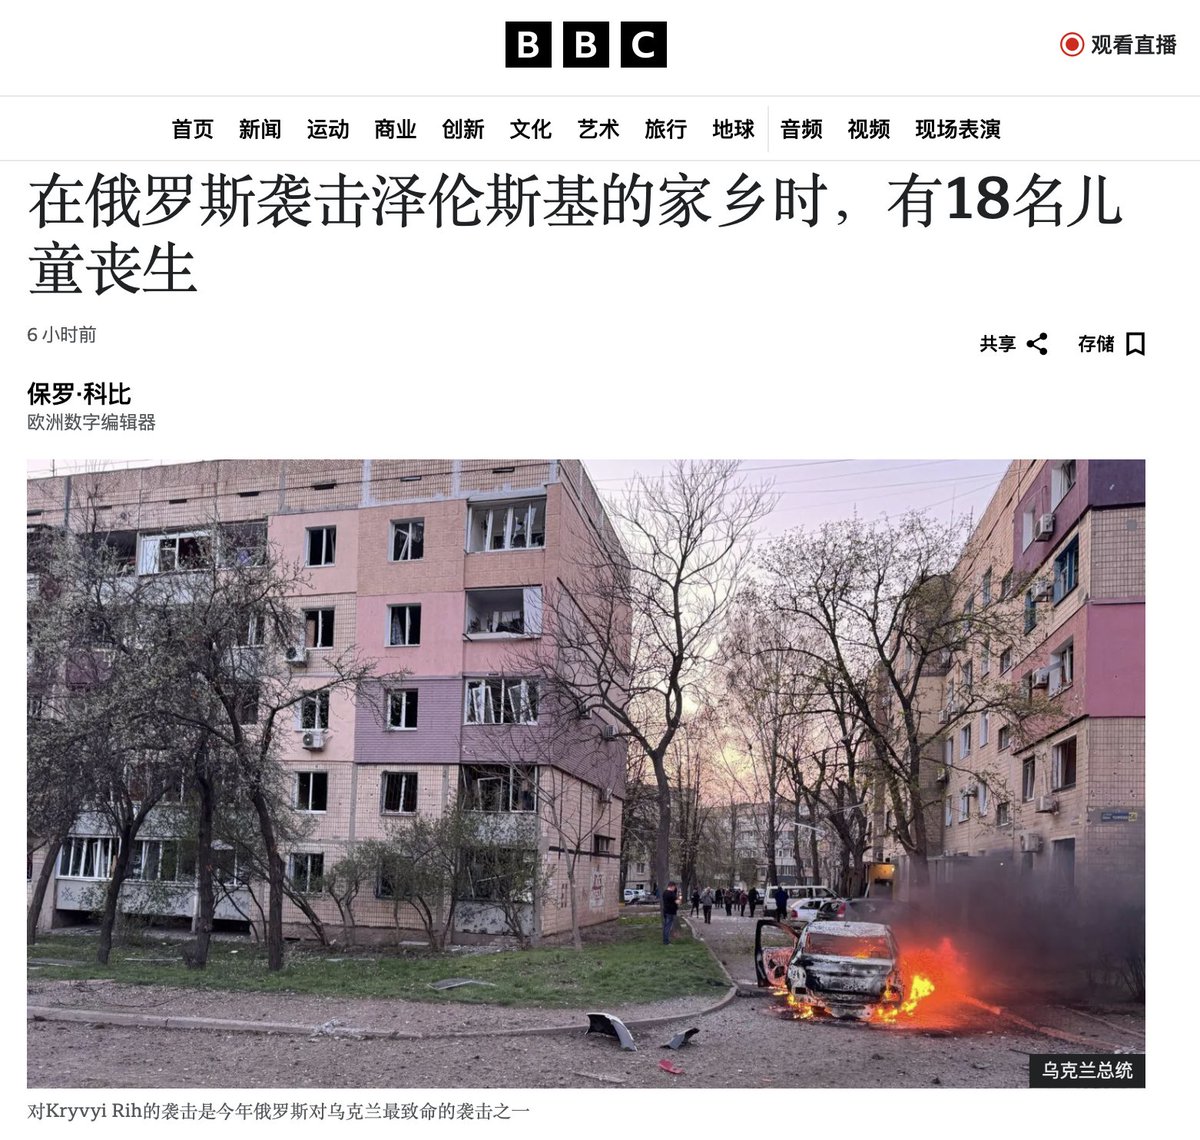 BBC
观看直播
首页 新闻 运动 商业 创新 文化 艺术 旅行 地球 音频 视频 现场表演
在俄罗斯袭击泽伦斯基的家乡时，有18名儿
童丧生
6 小时前
共享 存储
保罗·科比
欧洲数字编辑器
乌克兰总统
对Kryvyi Rih的袭击是今年俄罗斯对乌克兰最致命的袭击之一